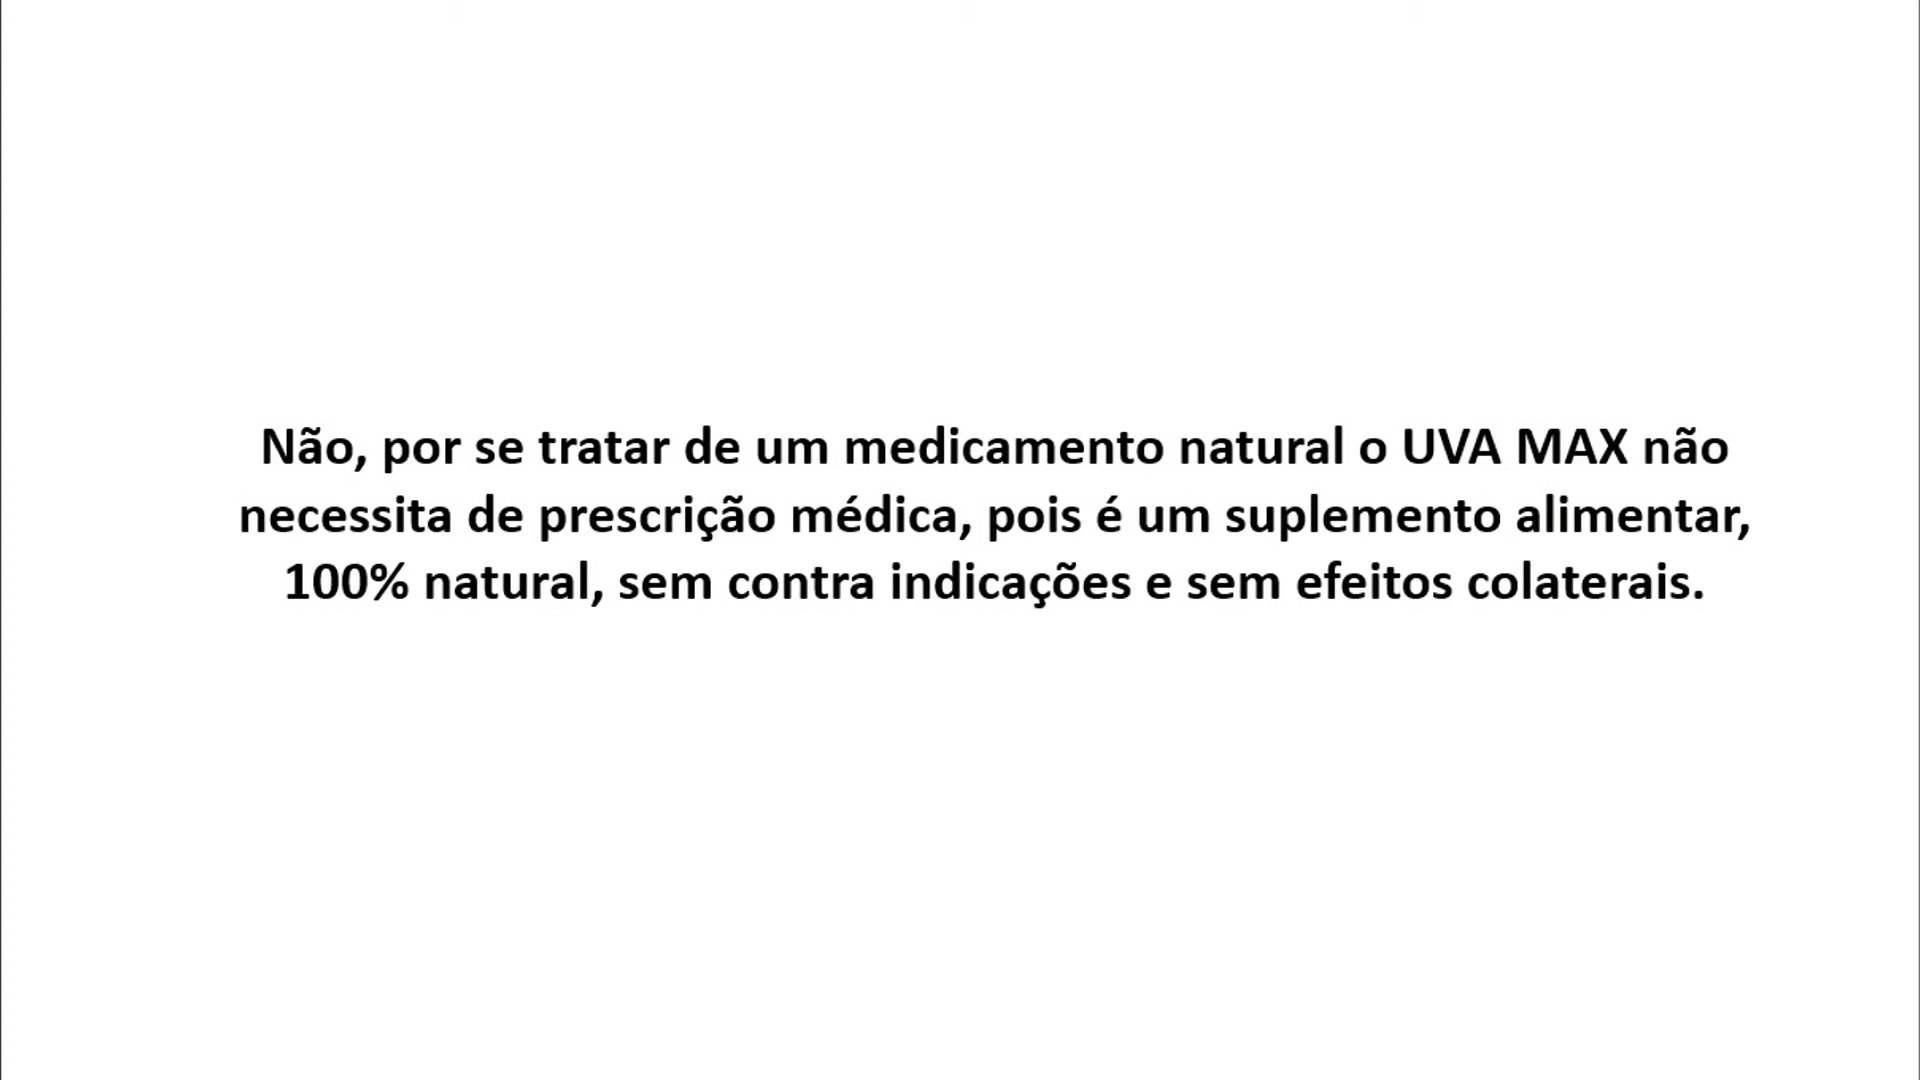 Não, por se tratar de um medicamento natural o UVA MAX não
necessita de prescrição médica, pois é um suplemento alimentar,
100% natural, sem contra indicações e sem efeitos colaterais.